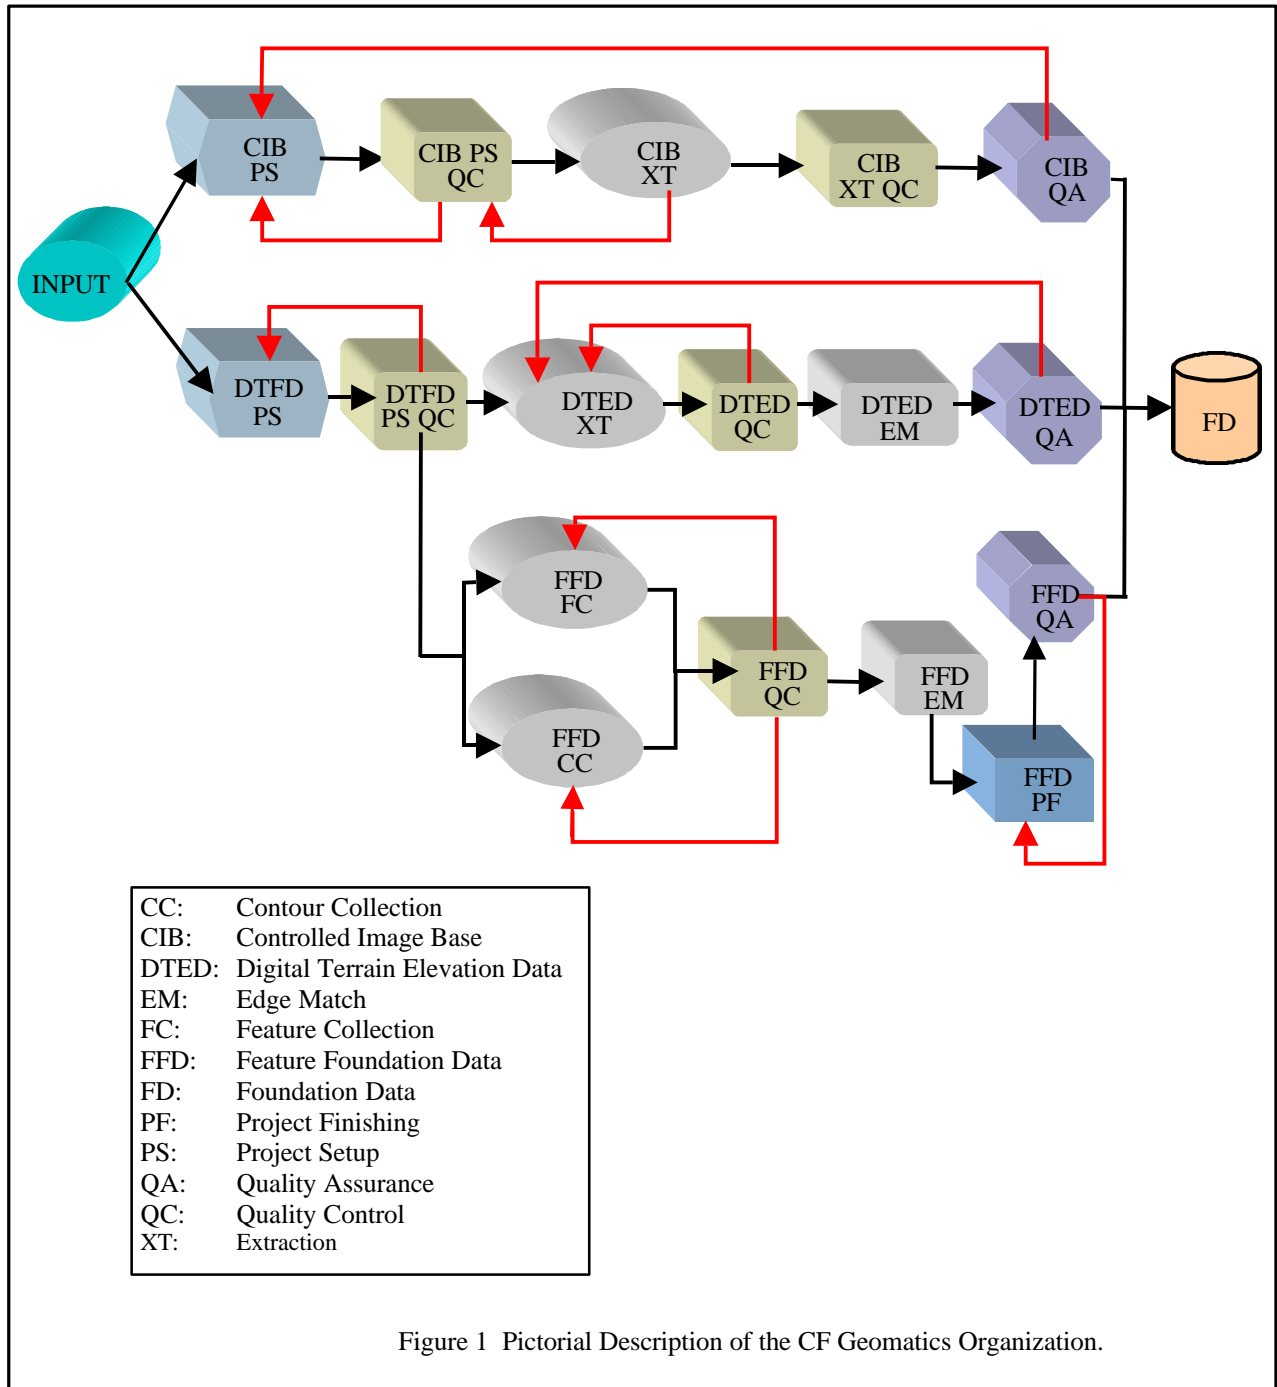 CIB
PS
CIB PS
QC
CIB
XT
CIB
XT QC
CIB
QA
INPUT
DTFD
PS
DTFD
PS QC
DTED
XT
DTED
QC
DTED
EM
DTED
QA
FD
FFD
FC
FFD
CC
FFD
QC
FFD
EM
FFD
QA
FFD
PF
CC: Contour Collection
CIB: Controlled Image Base
DTED: Digital Terrain Elevation Data
EM: Edge Match
FC: Feature Collection
FFD: Feature Foundation Data
FD: Foundation Data
PF: Project Finishing
PS: Project Setup
QA: Quality Assurance
QC: Quality Control
XT: Extraction
Figure 1 Pictorial Description of the CF Geomatics Organization.